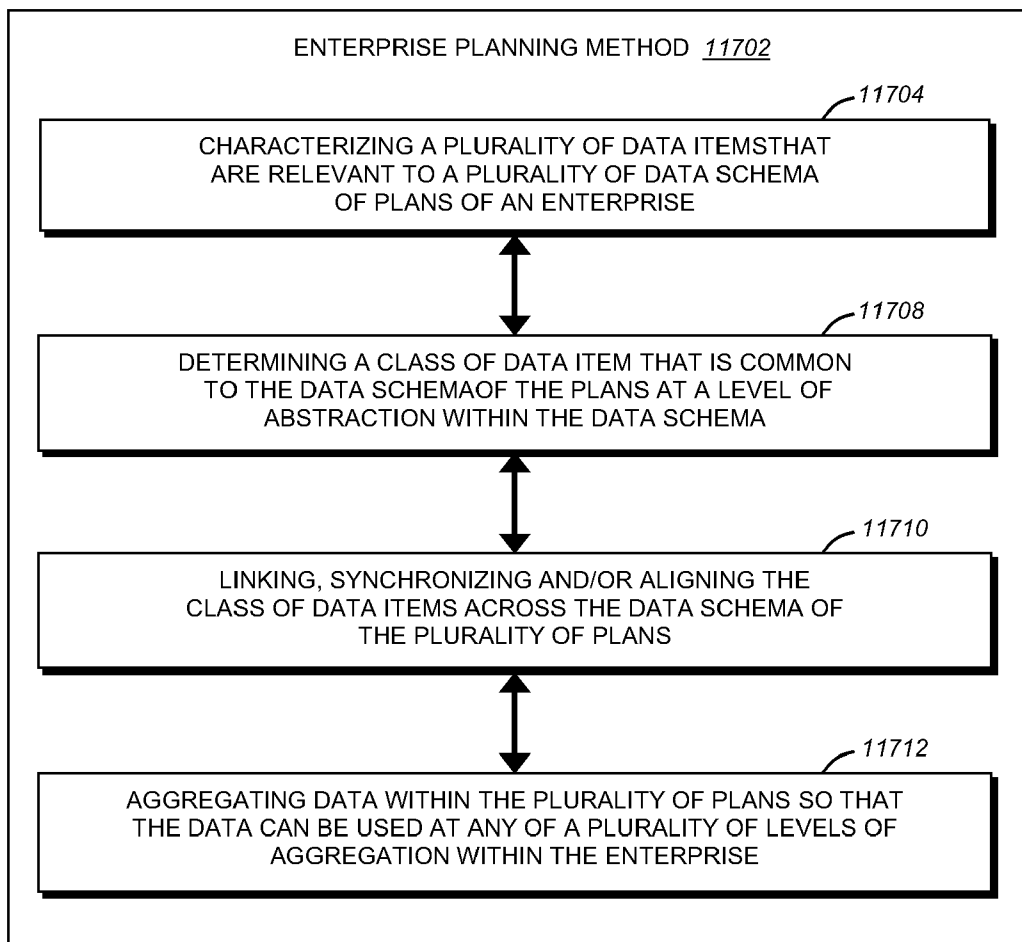 ENTERPRISE PLANNING METHOD 11702
11704
CHARACTERIZING A PLURALITY OF DATA ITEMSTHAT
ARE RELEVANT TO A PLURALITY OF DATA SCHEMA
OF PLANS OF AN ENTERPRISE
11708
DETERMINING A CLASS OF DATA ITEM THAT IS COMMON
TO THE DATA SCHEMAOF THE PLANS AT A LEVEL OF
ABSTRACTION WITHIN THE DATA SCHEMA
11710
LINKING, SYNCHRONIZING AND/OR ALIGNING THE
CLASS OF DATA ITEMS ACROSS THE DATA SCHEMA OF
THE PLURALITY OF PLANS
11712
AGGREGATING DATA WITHIN THE PLURALITY OF PLANS SO THAT
THE DATA CAN BE USED AT ANY OF A PLURALITY OF LEVELS OF
AGGREGATION WITHIN THE ENTERPRISE